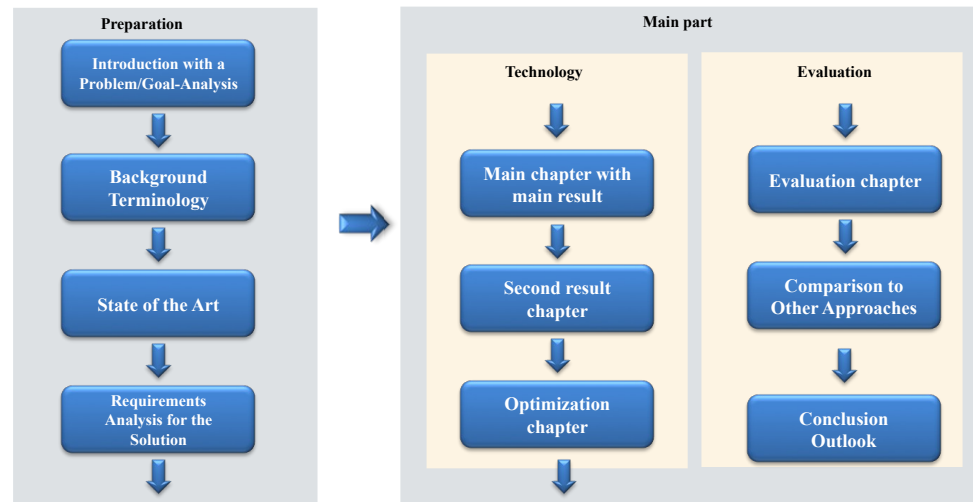 Preparation
Introduction with a
Problem/Goal-Analysis
Background
Terminology
State of the Art
Requirements
Analysis for the
Solution
Main part
Technology
Main chapter with
main result
Second result
chapter
Optimization
chapter
Evaluation
Evaluation chapter
Comparison to
Other Approaches
Conclusion
Outlook